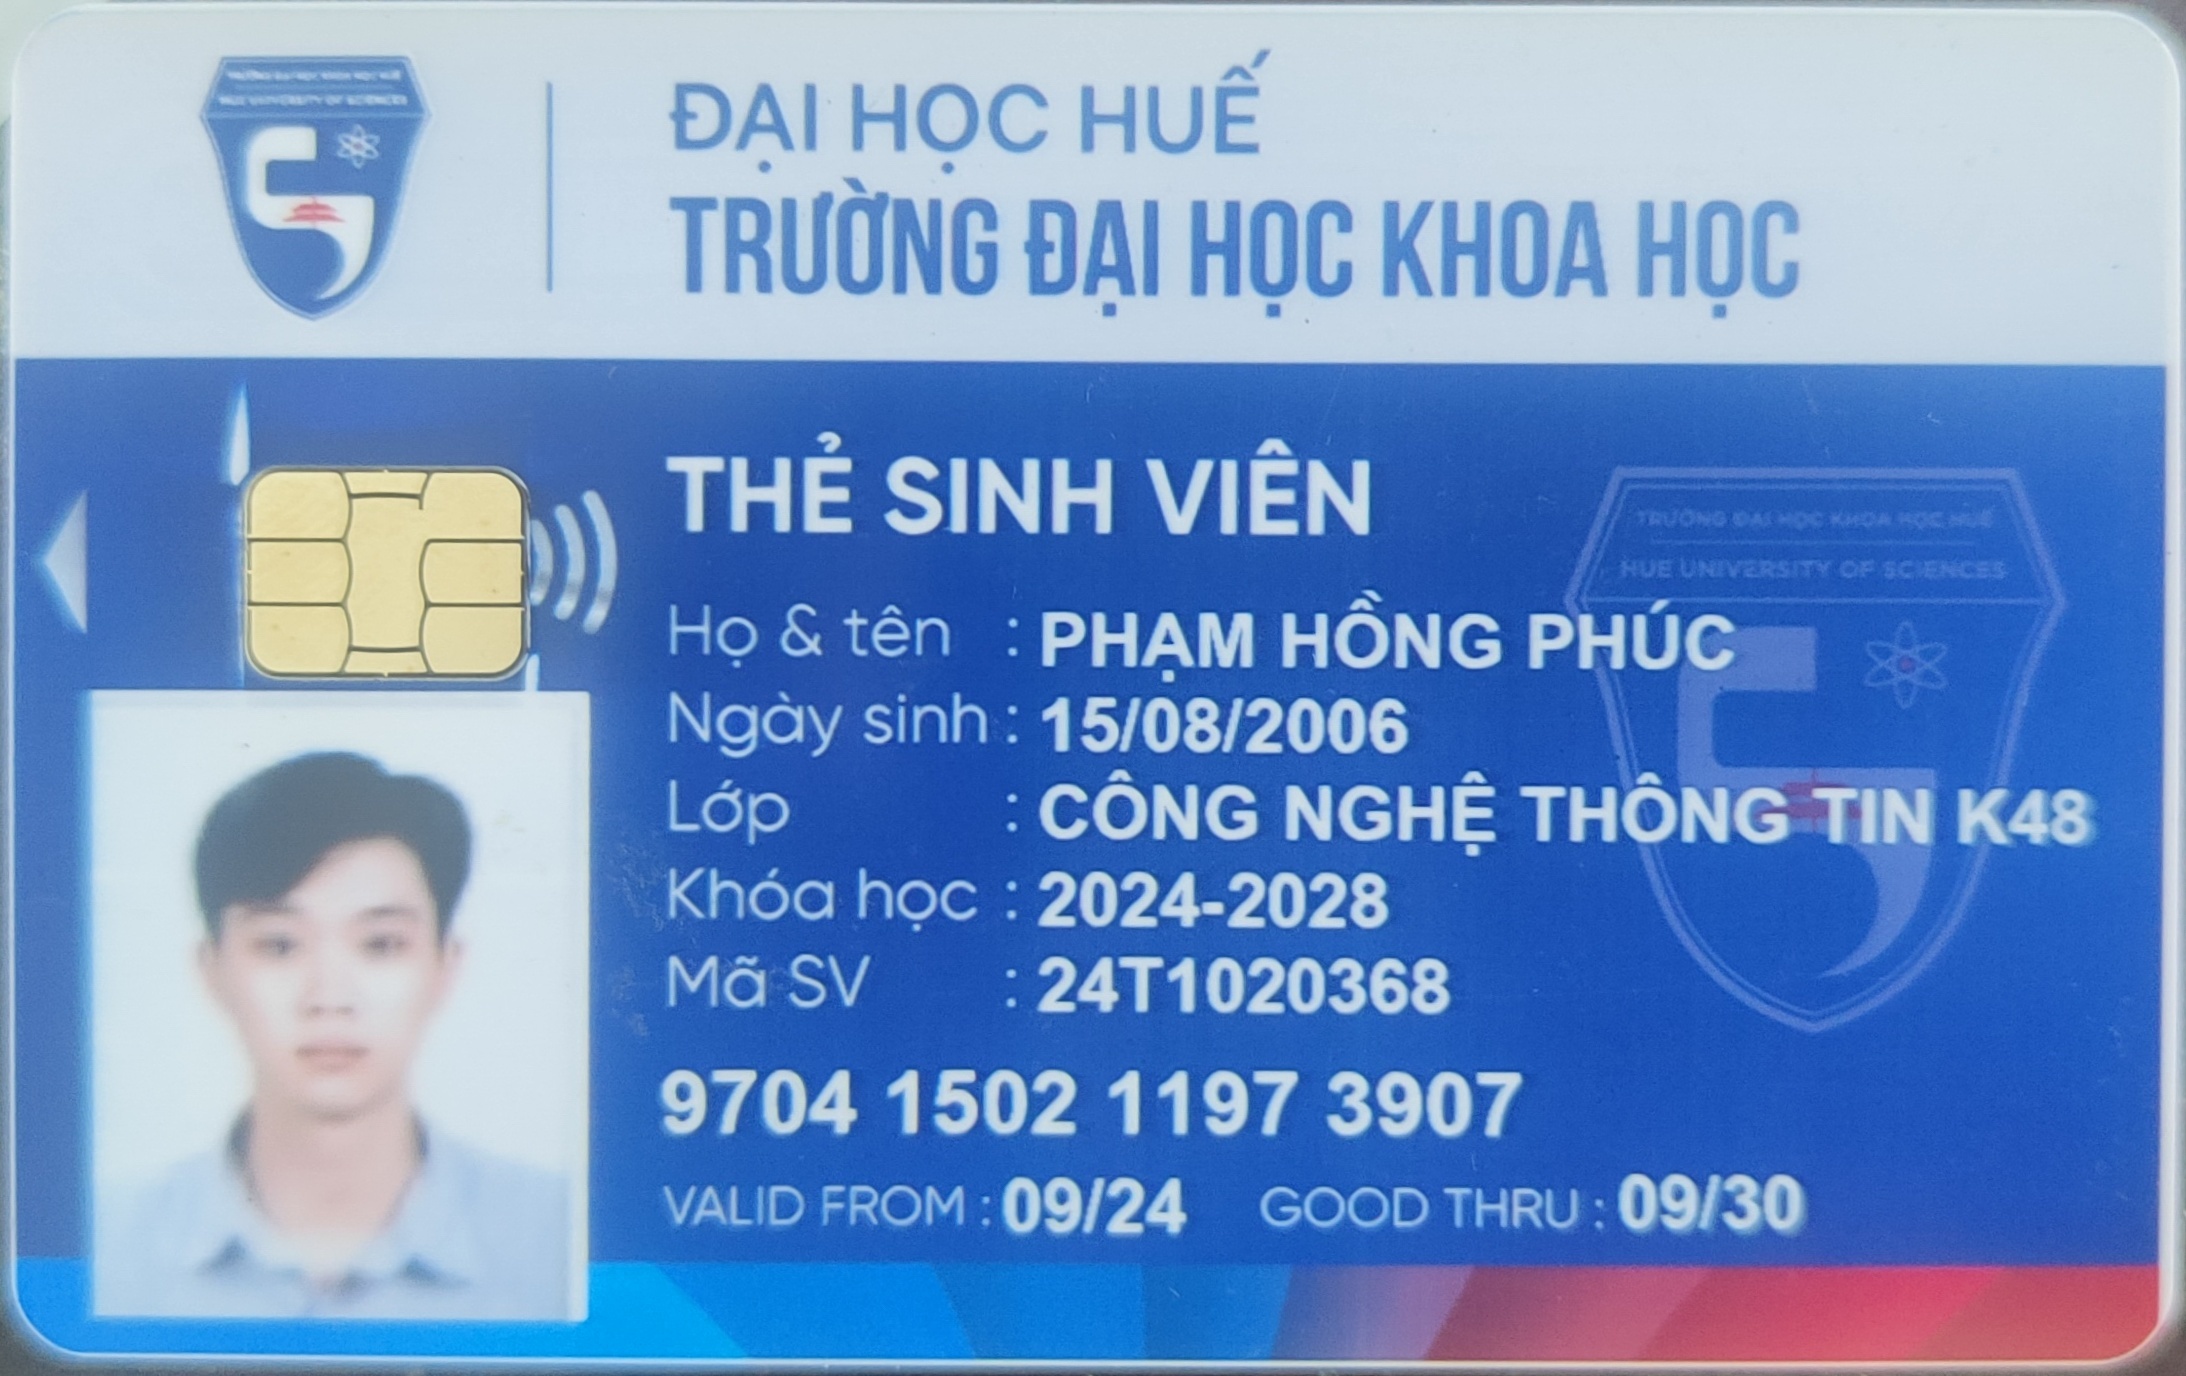 TRƯỜNG ĐẠI HỌC KHOA HỌC HUẾ
HUE UNIVERSITY OF SCIENCES
ĐẠI HỌC HUẾ
TRƯỜNG ĐẠI HỌC KHOA HỌC
THẺ SINH VIÊN
TRƯỜNG ĐẠI HỌC KHOA HỌC HUẾ
HUE UNIVERSITY OF SCIENCES
Họ & tên : PHẠM HỒNG PHÚC
Ngày sinh : 15/08/2006
Lớp : CÔNG NGHỆ THÔNG TIN K48
Khóa học : 2024-2028
Mã SV : 24T1020368
9704 1502 1197 3907
VALID FROM : 09/24 GOOD THRU : 09/30